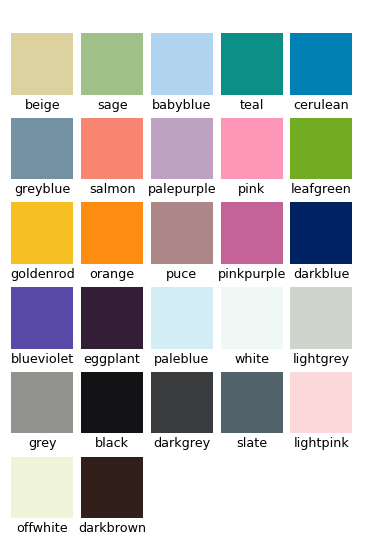 beige sage babyblue teal cerulean
greyblue salmon palepurple pink leafgreen
goldenrod orange puce pinkpurple darkblue
blueviolet eggplant paleblue white lightgrey
grey black darkgrey slate lightpink
offwhite darkbrown